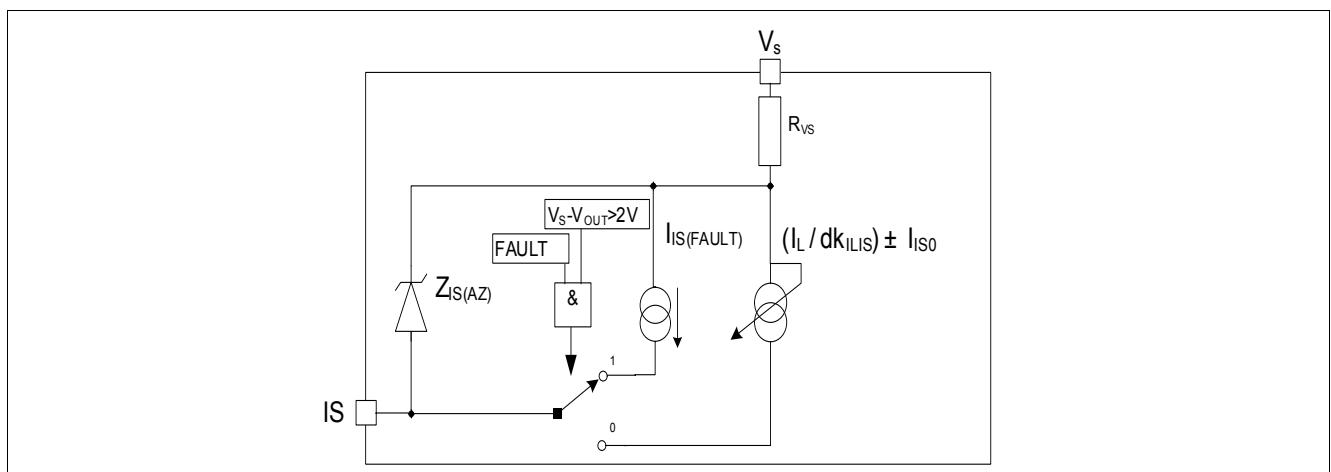 Vs
RVS
VS-VOUT>2V
FAULT
IIS(FAULT)
(IL / dkILIS) ± IIS0
ZIS(AZ)
&
1
IS
0